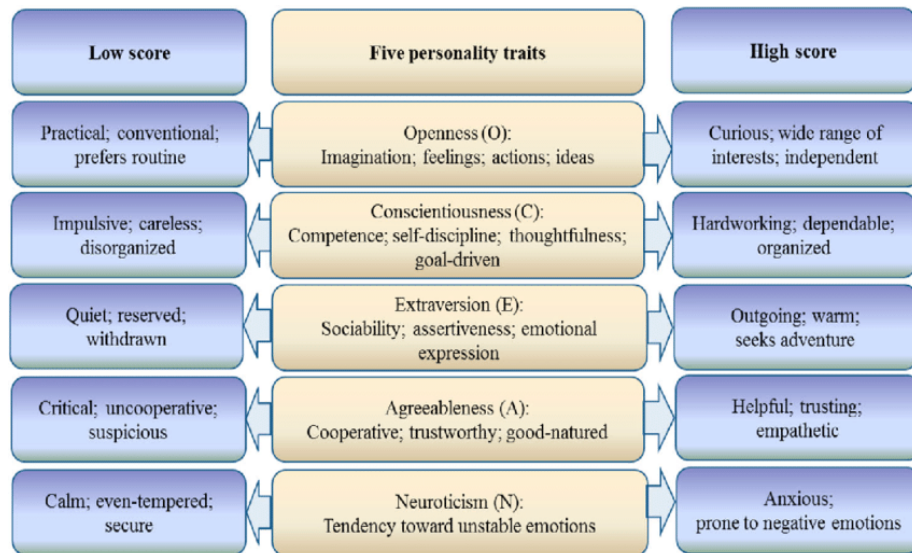 Low score
Five personality traits
High score
Practical; conventional;
prefers routine
Openness (O):
Imagination; feelings; actions; ideas
Curious; wide range of
interests; independent
Impulsive; careless;
disorganized
Conscientiousness (C):
Competence; self-discipline; thoughtfulness;
goal-driven
Hardworking; dependable;
organized
Quiet; reserved;
withdrawn
Extraversion (E):
Sociability; assertiveness; emotional
expression
Outgoing; warm;
seeks adventure
Critical; uncooperative;
suspicious
Agreeableness (A):
Cooperative; trustworthy; good-natured
Helpful; trusting;
empathetic
Calm; even-tempered;
secure
Neuroticism (N):
Tendency toward unstable emotions
Anxious;
prone to negative emotions